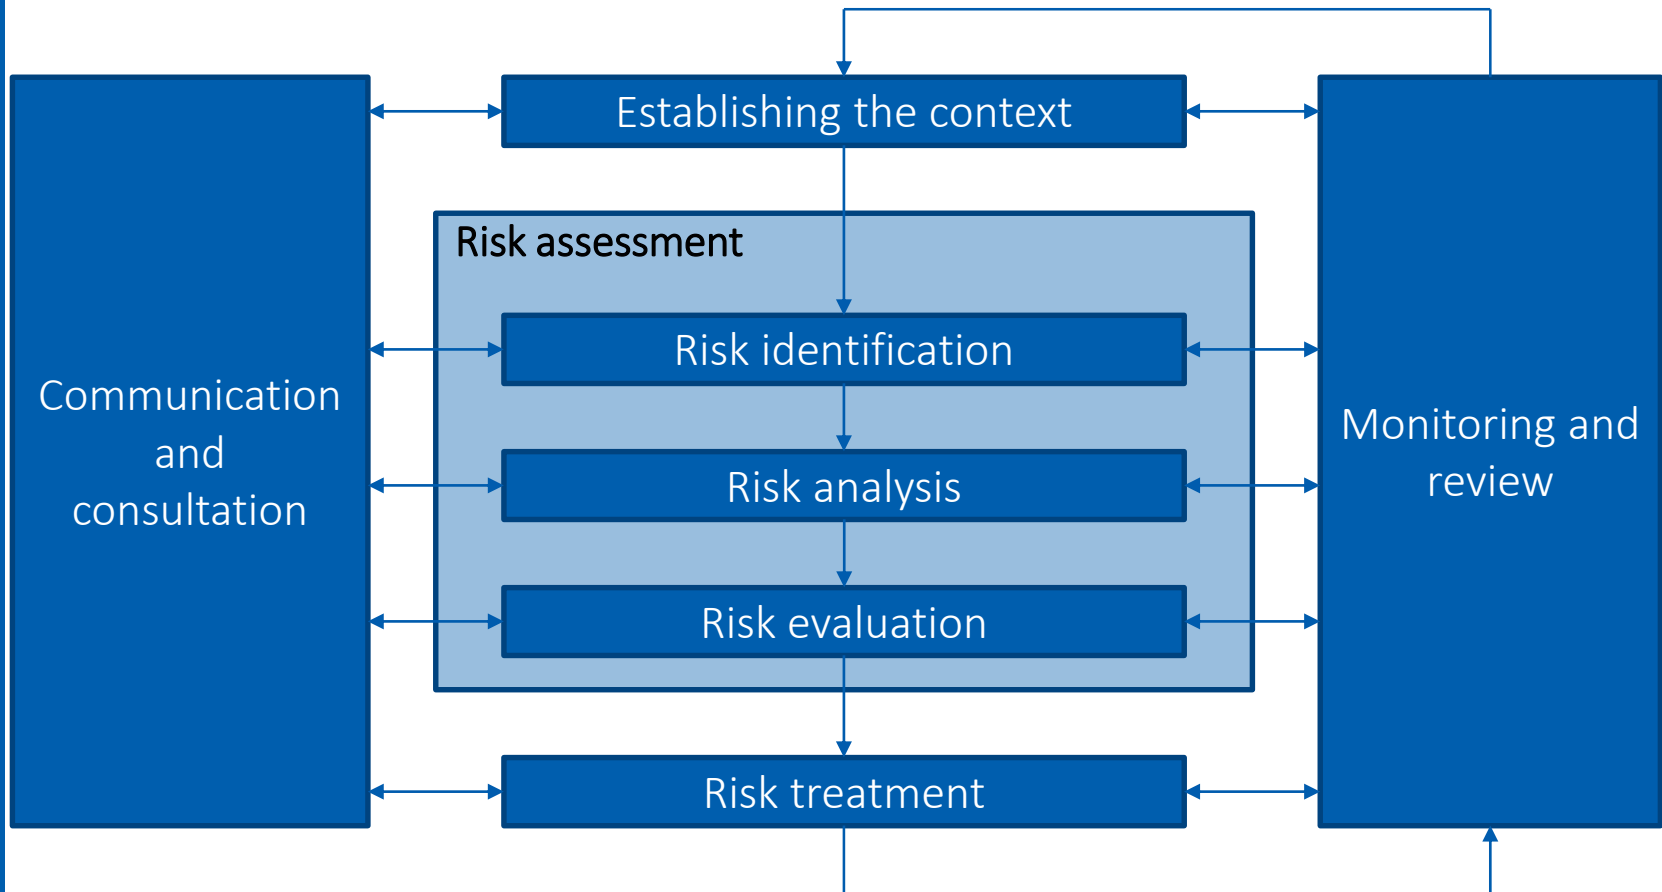 Establishing the context
Risk assessment
Risk identification
Communication
and
consultation
Risk analysis
Monitoring and
review
Risk evaluation
Risk treatment